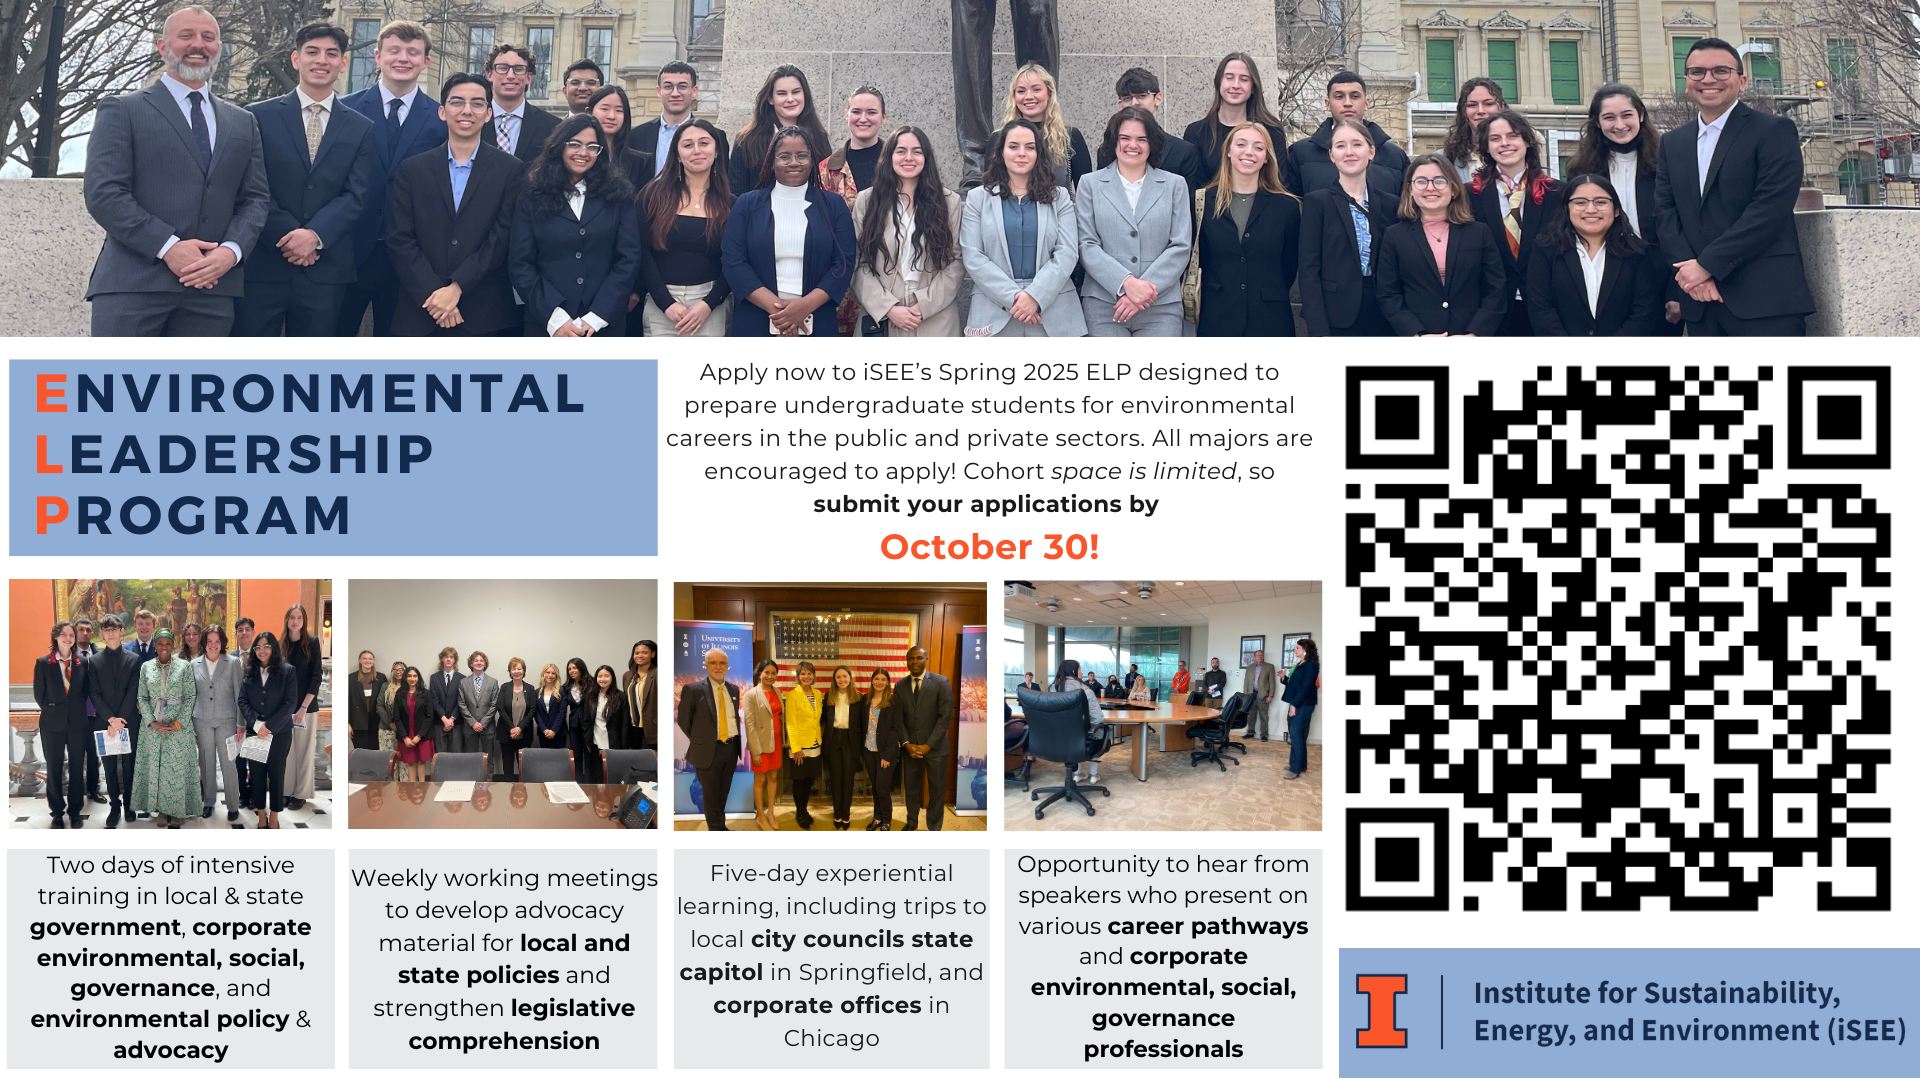 ENVIRONMENTAL
LEADERSHIP
PROGRAM
Apply now to iSEE’s Spring 2025 ELP designed to
prepare undergraduate students for environmental
careers in the public and private sectors. All majors are
encouraged to apply! Cohort space is limited, so
submit your applications by
October 30!
UNIVERSITY
OF ILLINOIS
Two days of intensive
training in local & state
government, corporate
environmental, social,
governance, and
environmental policy &
advocacy
Weekly working meetings
to develop advocacy
material for local and
state policies and
strengthen legislative
comprehension
Five-day experiential
learning, including trips to
local city councils state
capitol in Springfield, and
corporate offices in
Chicago
Opportunity to hear from
speakers who present on
various career pathways
and corporate
environmental, social,
governance
professionals
I
Institute for Sustainability,
Energy, and Environment (iSEE)